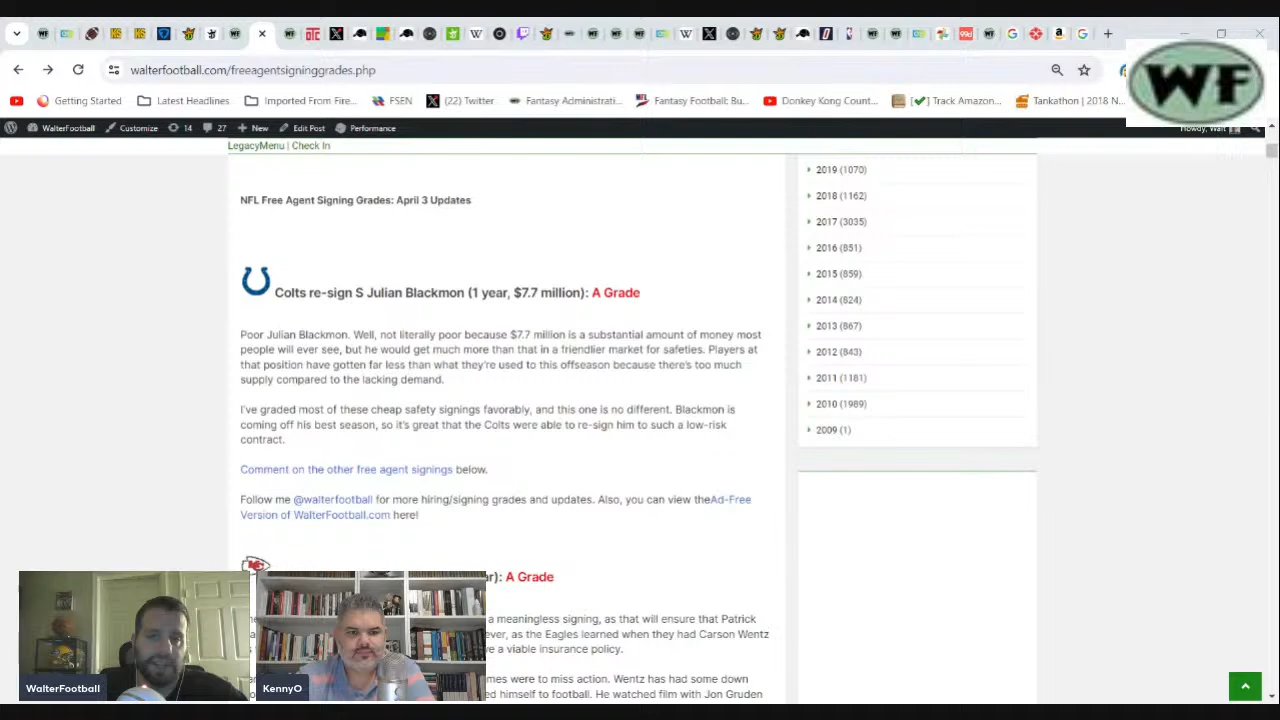 walterfootball.com/freeagentsigninggrades.php
WF
Getting Started
Latest Headlines
Imported From Fire...
FSEN
(22) Twitter
Fantasy Administrati...
Fantasy Football: Bu...
Donkey Kong Count...
Track Amazon...
Tankathon | 2018 N...
WalterFootball
Customize
14
27
New
Edit Post
Performance
Howdy, Walt
LegacyMenu | Check In
NFL Free Agent Signing Grades: April 3 Updates
Colts re-sign S Julian Blackmon (1 year, $7.7 million): A Grade
Poor Julian Blackmon. Well, not literally poor because $7.7 million is a substantial amount of money most
people will ever see, but he would get much more than that in a friendlier market for safeties. Players at
that position have gotten far less than what they're used to this offseason because there's too much
supply compared to the lacking demand.
I've graded most of these cheap safety signings favorably, and this one is no different. Blackmon is
coming off his best season, so it's great that the Colts were able to re-sign him to such a low-risk
contract.
Comment on the other free agent signings below.
Follow me @walterfootball for more hiring/signing grades and updates. Also, you can view theAd-Free
Version of WalterFootball.com here!
2019 (1070)
2018 (1162)
2017 (3035)
2016 (851)
2015 (859)
2014 (824)
2013 (867)
2012 (843)
2011 (1181)
2010 (1989)
2009 (1)
KC
r): A Grade
a meaningless signing, as that will ensure that Patrick
ever, as the Eagles learned when they had Carson Wentz
e a viable insurance policy.
mes were to miss action. Wentz has had some down
ed himself to football. He watched film with Jon Gruden
WalterFootball
KennyO